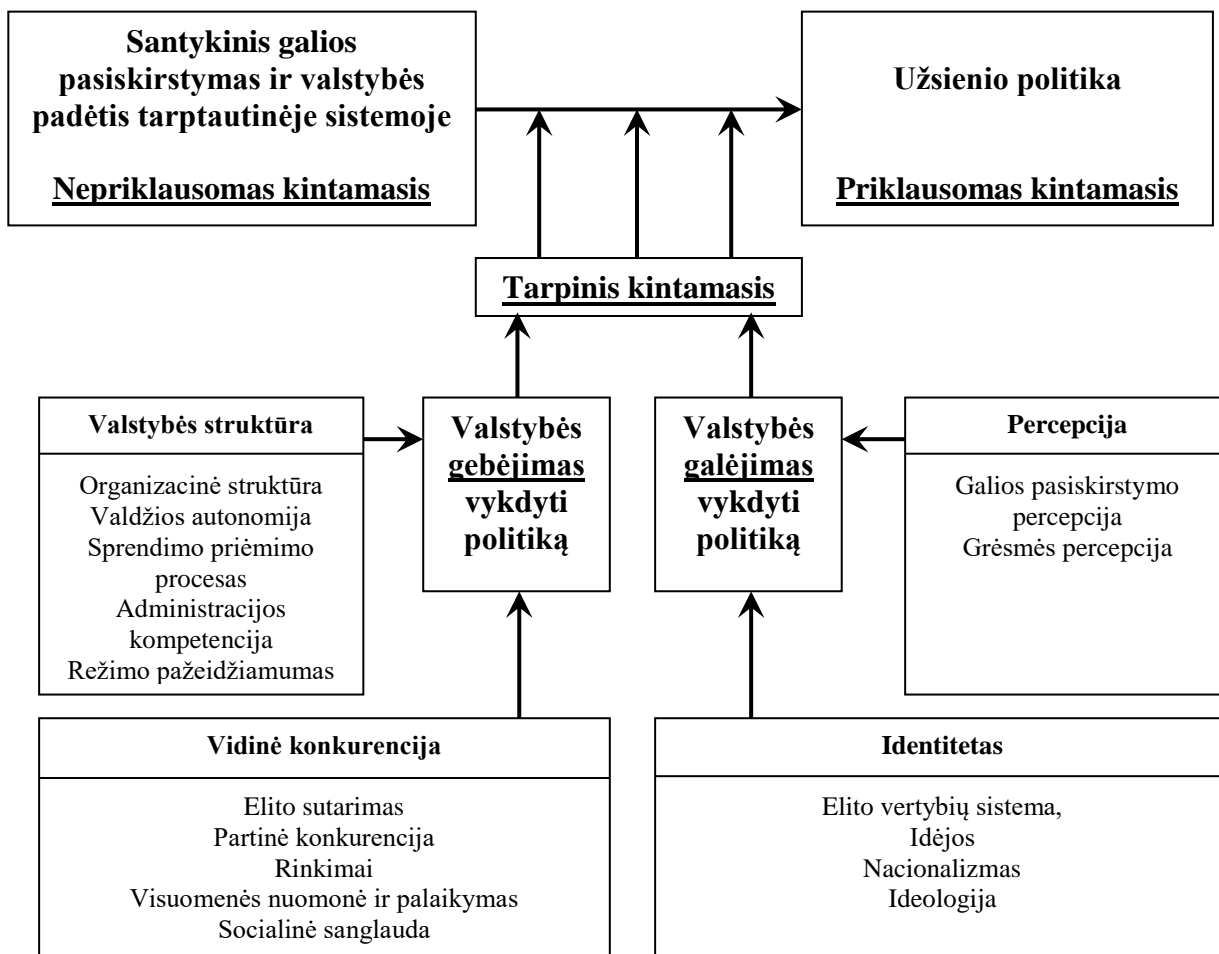 Santykinis galios
pasiskirstymas ir valstybės
padėtis tarptautinėje sistemoje
Nepriklausomas kintamasis
Užsienio politika
Priklausomas kintamasis
Tarpinis kintamasis
Valstybės struktūra
Organizacinė struktūra
Valdžios autonomija
Sprendimo priėmimo
procesas
Administracijos
kompetencija
Režimo pažeidžiamumas
Valstybės
gebėjimas
vykdyti
politiką
Valstybės
galėjimas
vykdyti
politiką
Percepcija
Galios pasiskirstymo
percepcija
Grėsmės percepcija
Vidinė konkurencija
Elito sutarimas
Partinė konkurencija
Rinkimai
Visuomenės nuomonė ir palaikymas
Socialinė sanglauda
Identitetas
Elito vertybių sistema,
Idėjos
Nacionalizmas
Ideologija